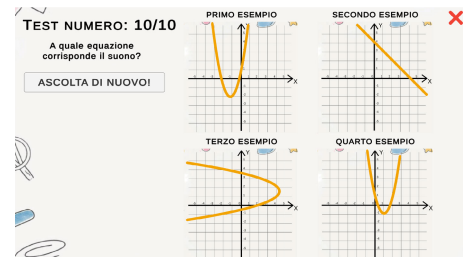 TEST NUMERO: 10/10
A quale equazione
corrisponde il suono?
ASCOLTA DI NUOVO!
PRIMO ESEMPIO
Y
X
SECONDO ESEMPIO
Y
X
TERZO ESEMPIO
Y
X
QUARTO ESEMPIO
Y
X